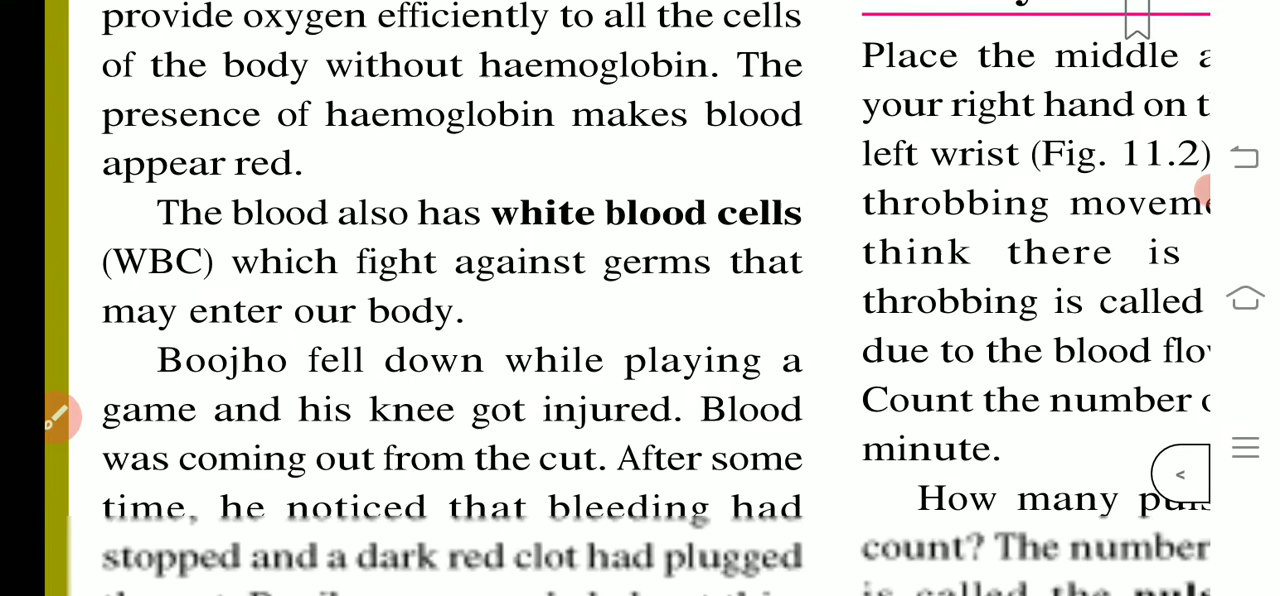 provide oxygen efficiently to all the cells
of the body without haemoglobin. The
presence of haemoglobin makes blood
appear red.
The blood also has white blood cells
(WBC) which fight against germs that
may enter our body.
Boojho fell down while playing a
game and his knee got injured. Blood
was coming out from the cut. After some
time, he noticed that bleeding had
stopped and a dark red clot had plugged
Place the middle
your right hand on
left wrist (Fig. 11.2)
throbbing
think there is
throbbing is called
due to the blood
Count the number
minute.
How many
count? The number
is called the